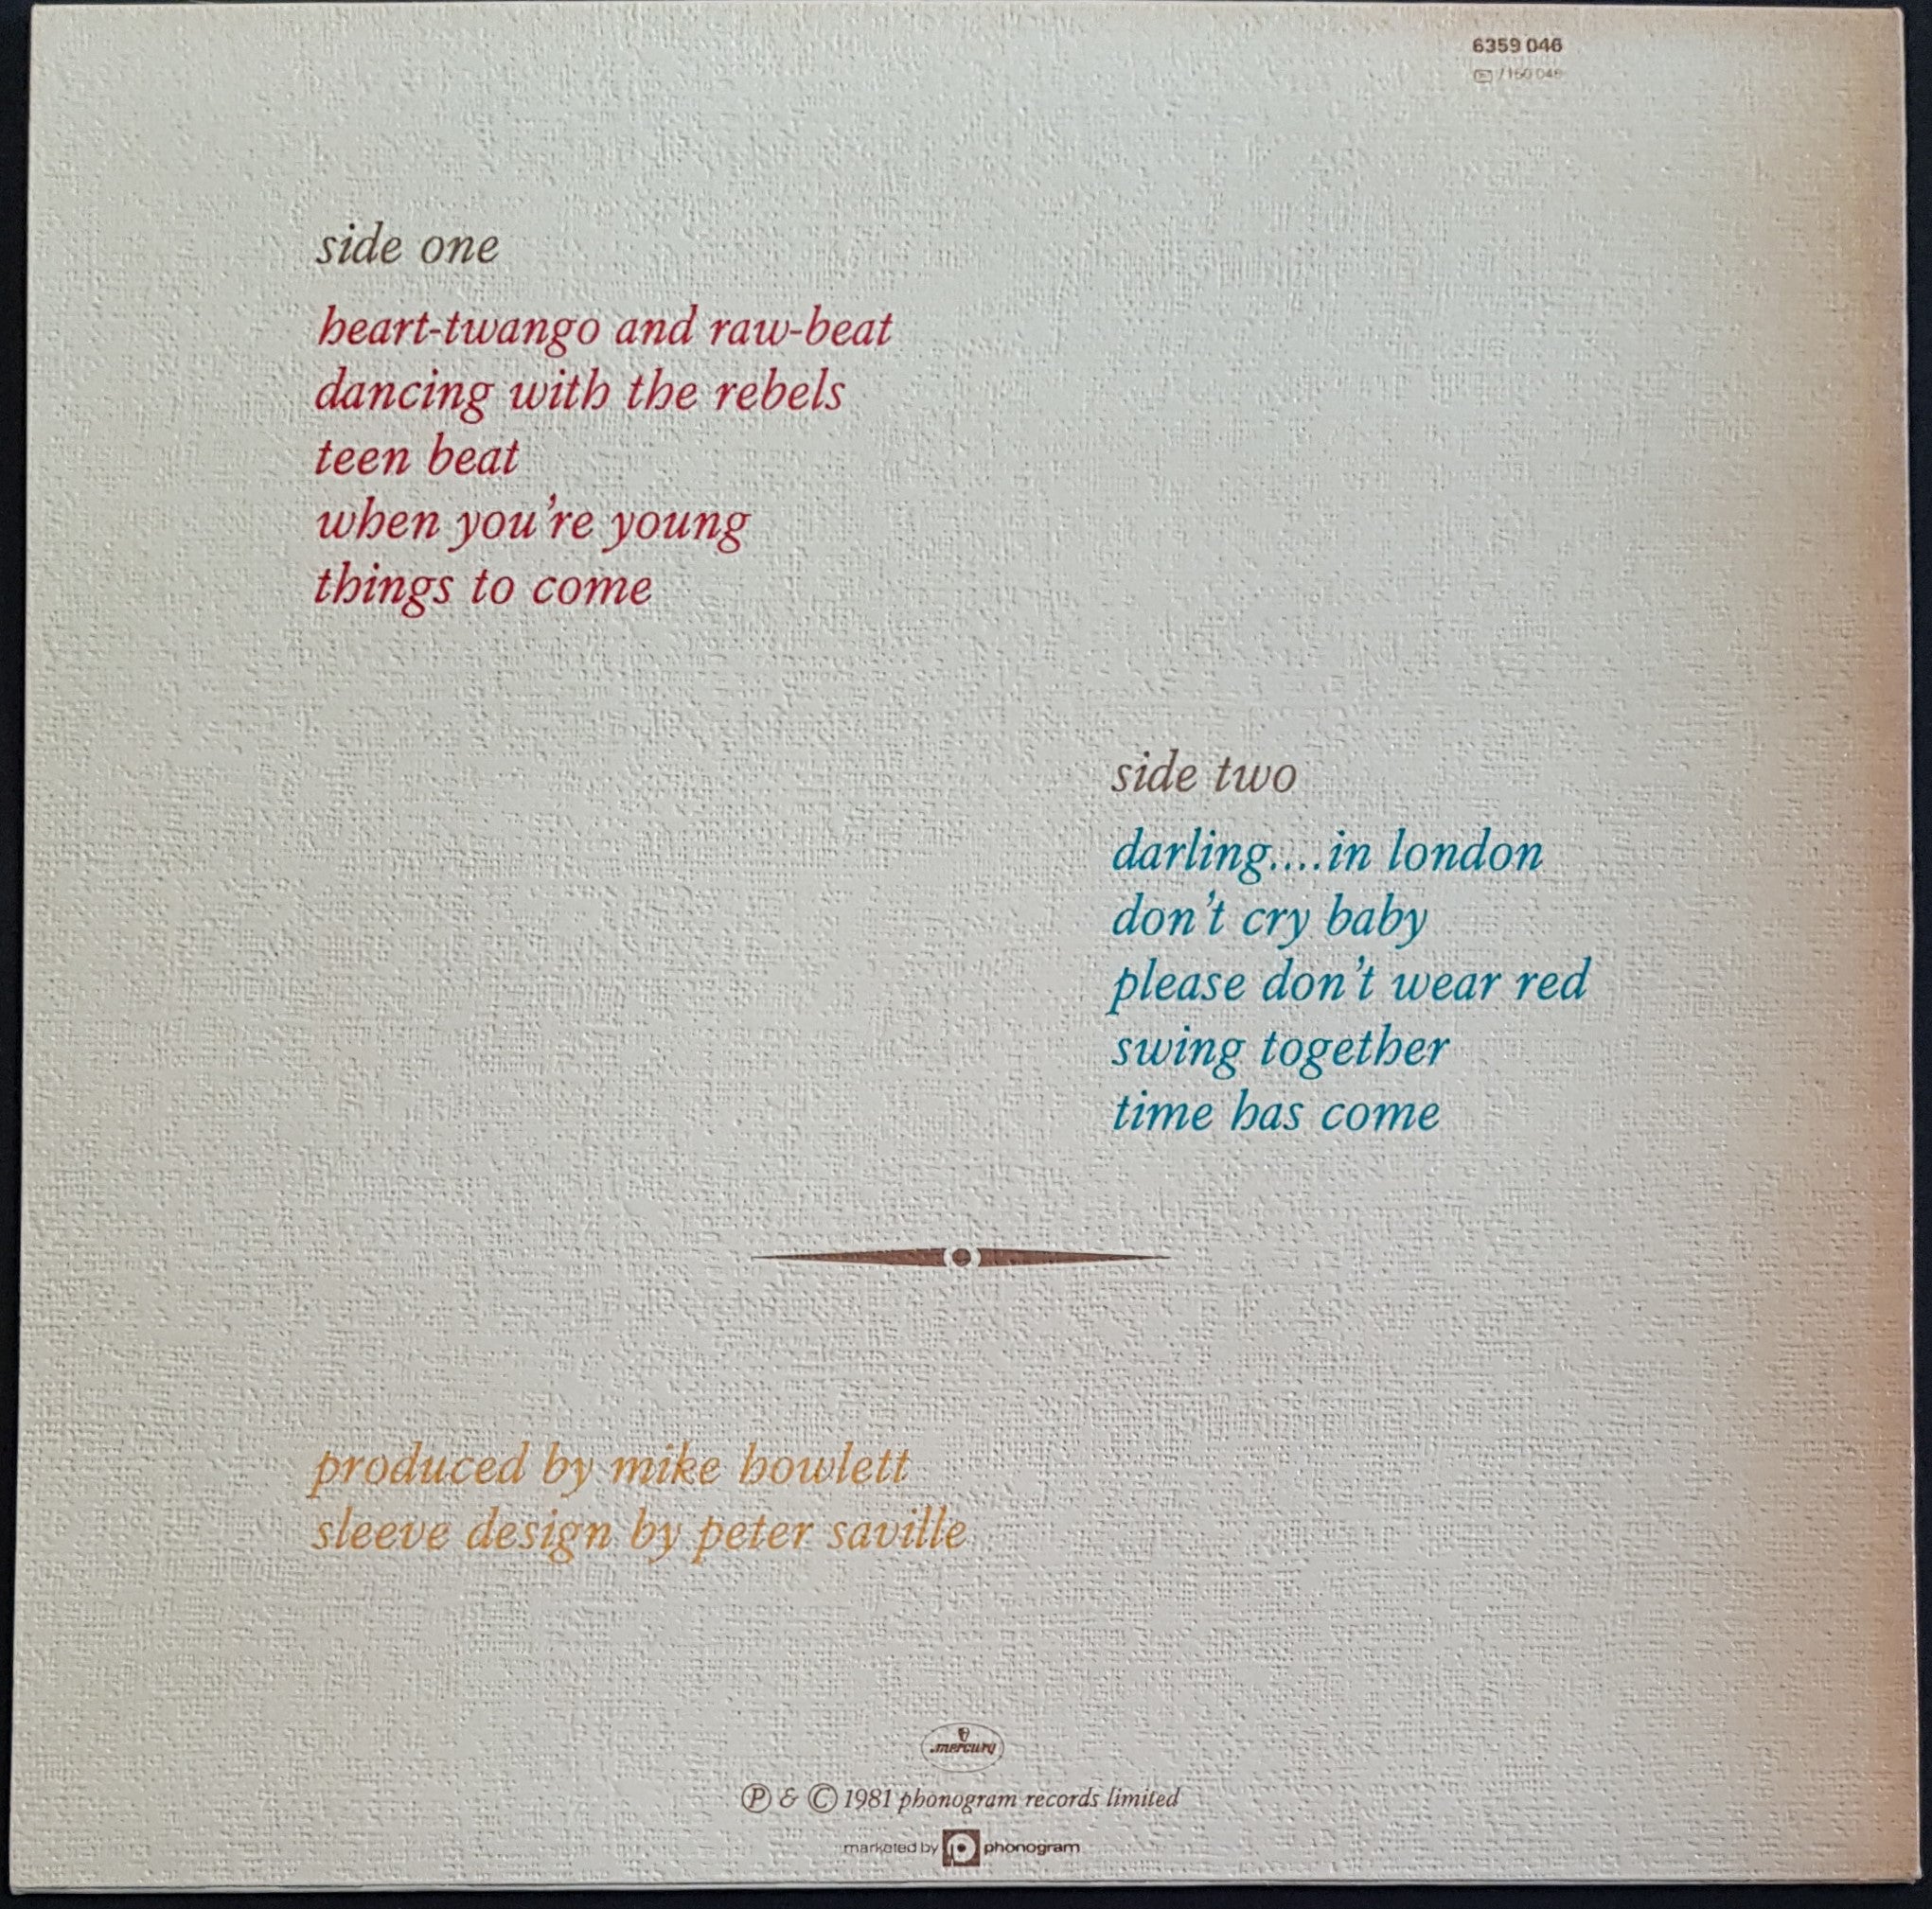 6359 046
side one
heart-twango and raw-beat
dancing with the rebels
teen beat
when you're young
things to come
side two
darling....in london
don't cry baby
please don't wear red
swing together
time has come
produced by mike howlett
sleeve design by peter saville
mercury
Ⓟ & © 1981 phonogram records limited
marketed by phonogram